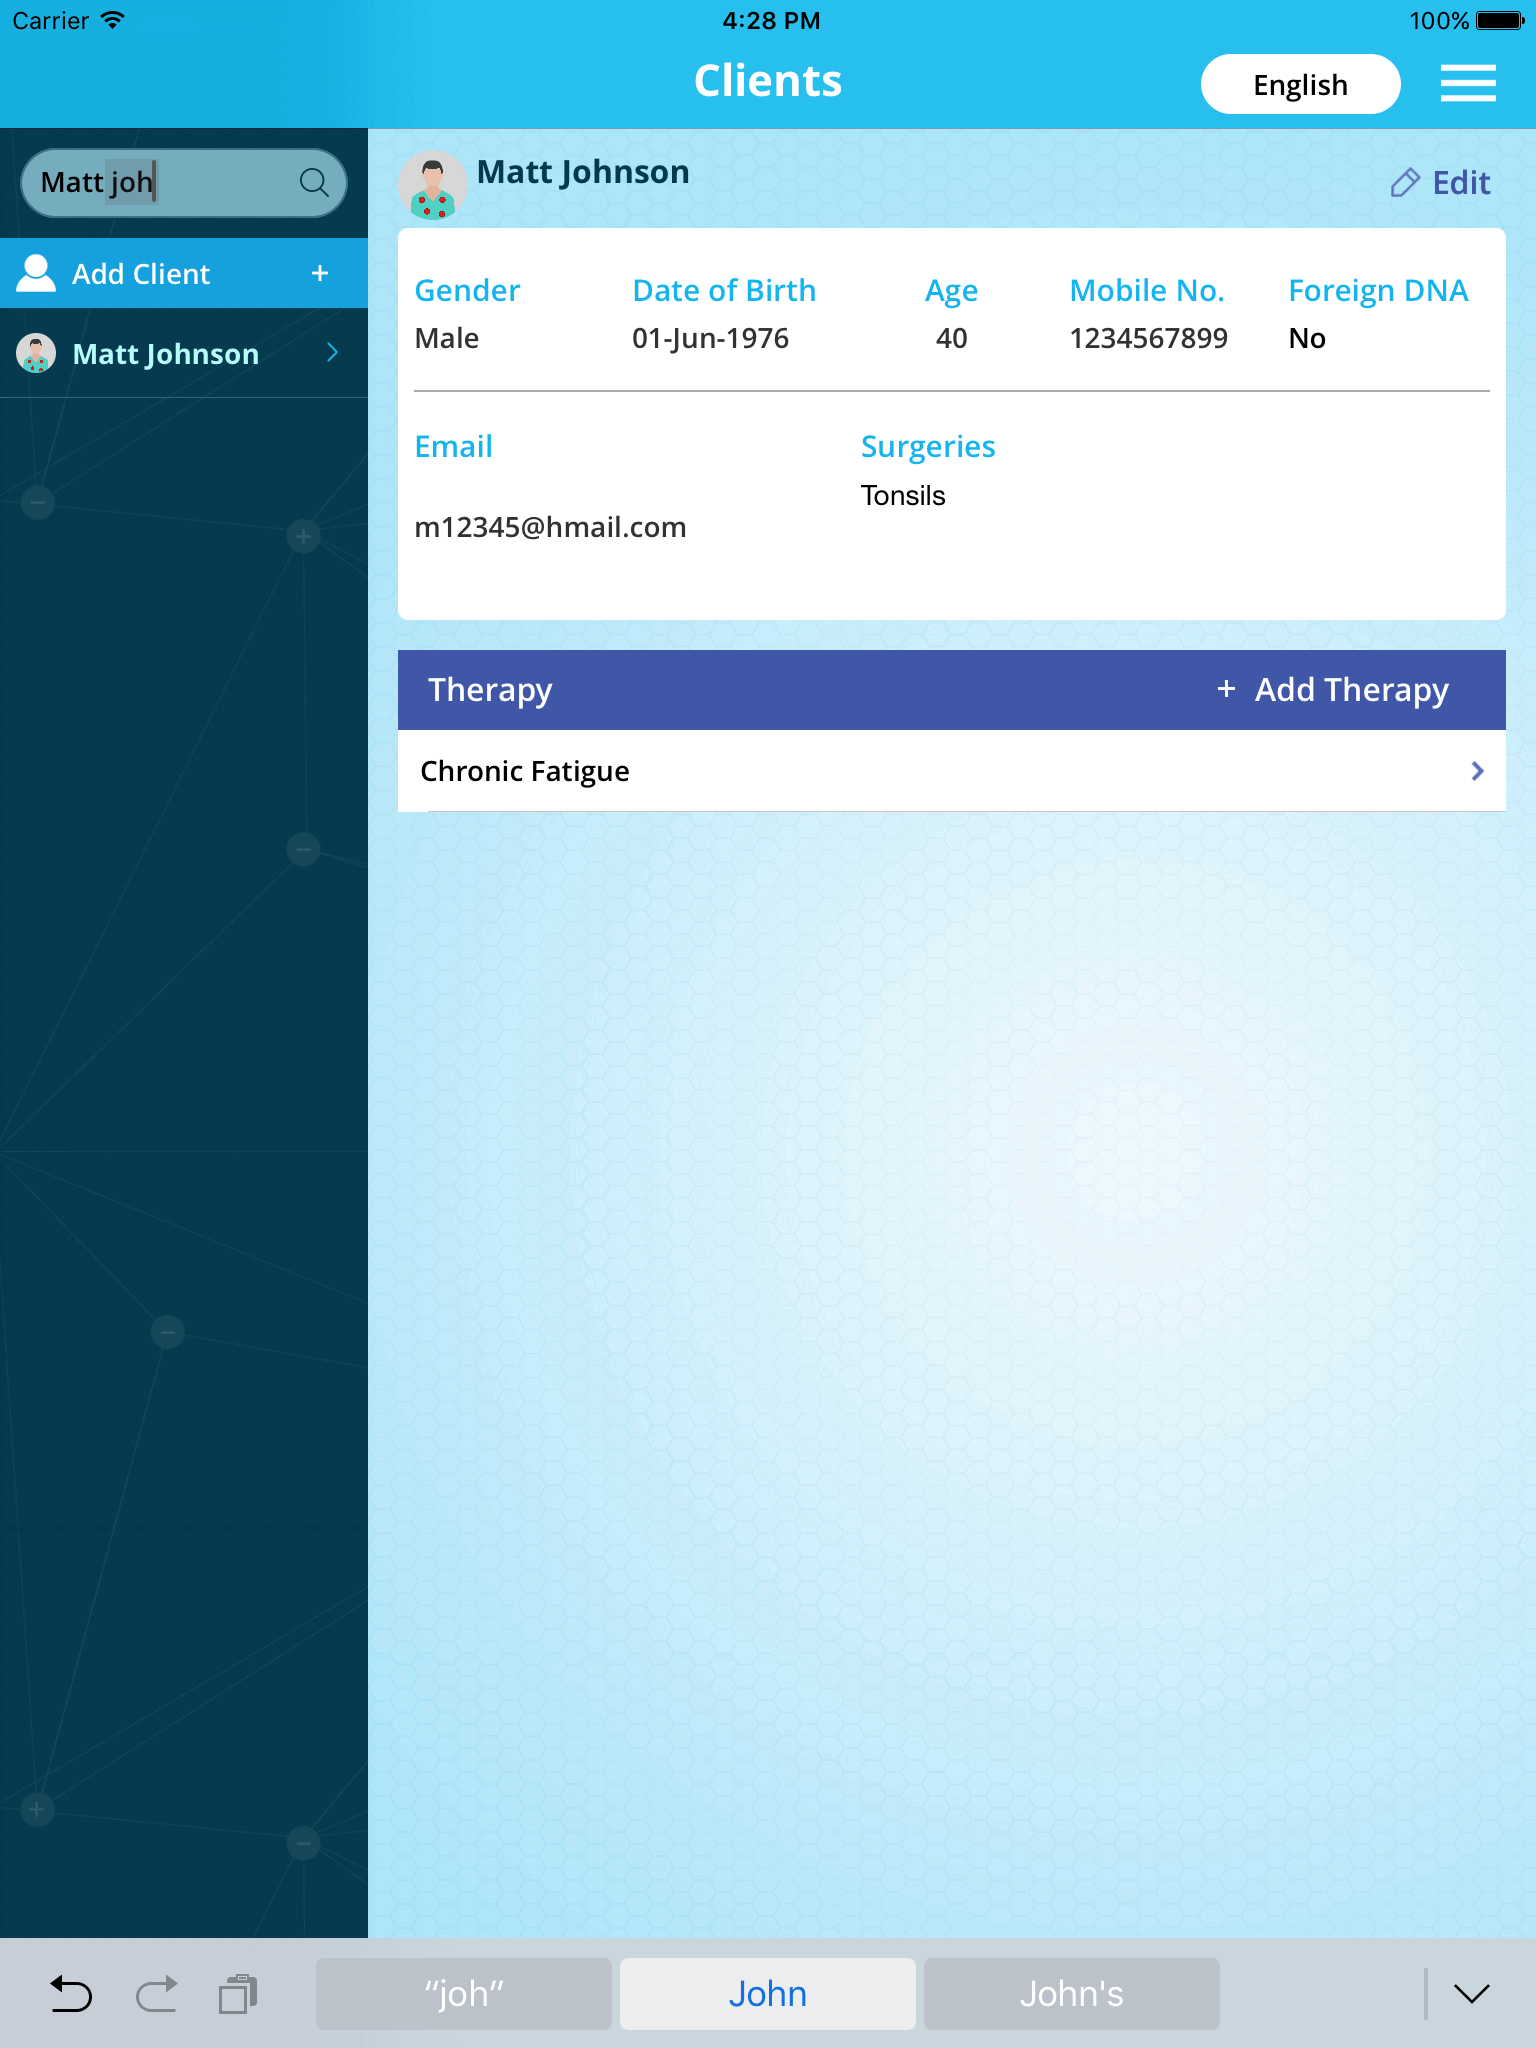 Carrier 4:28 PM 100%
Clients
English
Matt joh
Add Client +
Matt Johnson
Matt Johnson
Edit
Gender Date of Birth Age Mobile No. Foreign DNA
Male 01-Jun-1976 40 1234567899 No
Email Surgeries
Tonsils
m12345@hmail.com
Therapy + Add Therapy
Chronic Fatigue
“joh” John John's